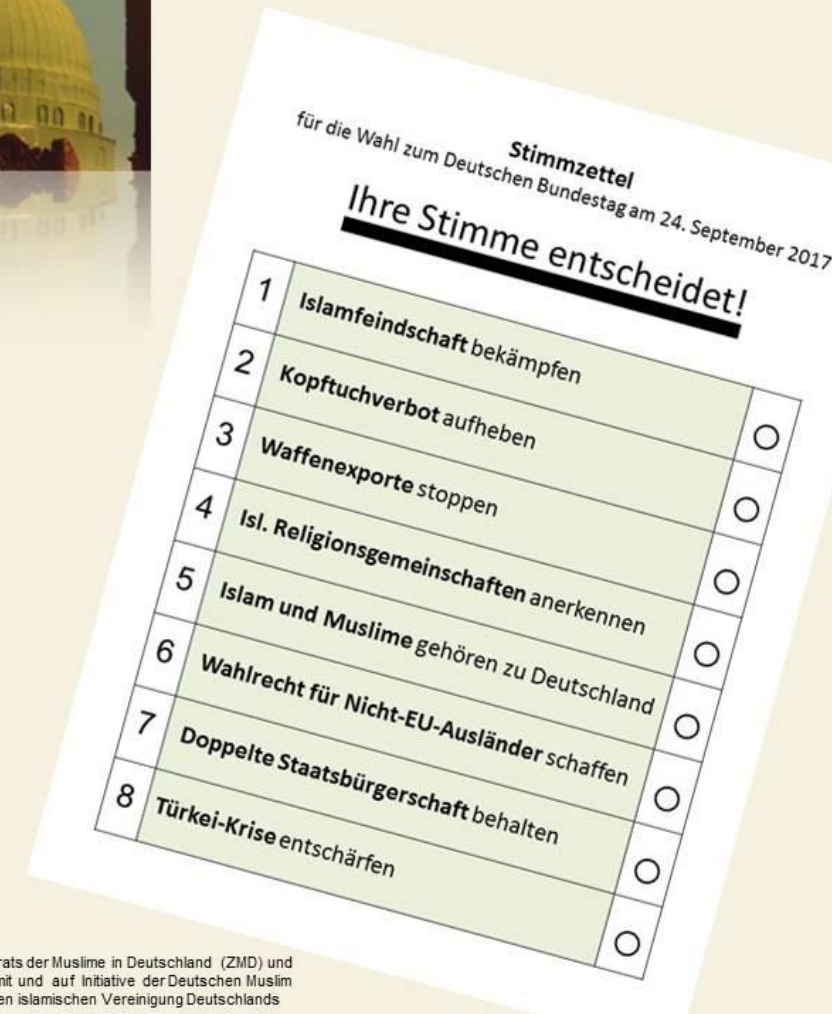 Stimmzettel
für die Wahl zum Deutschen Bundestag am 24. September 2017
Ihre Stimme entscheidet!
1 Islamfeindschaft bekämpfen
2 Kopftuchverbot aufheben
3 Waffenexporte stoppen
4 Isl. Religionsgemeinschaften anerkennen
5 Islam und Muslime gehören zu Deutschland
6 Wahlrecht für Nicht-EU-Ausländer schaffen
7 Doppelte Staatsbürgerschaft behalten
8 Türkei-Krise entschärfen
rats der Muslime in Deutschland (ZMD) und
mit und auf Initiative der Deutschen Muslim
en islamischen Vereinigung Deutschlands